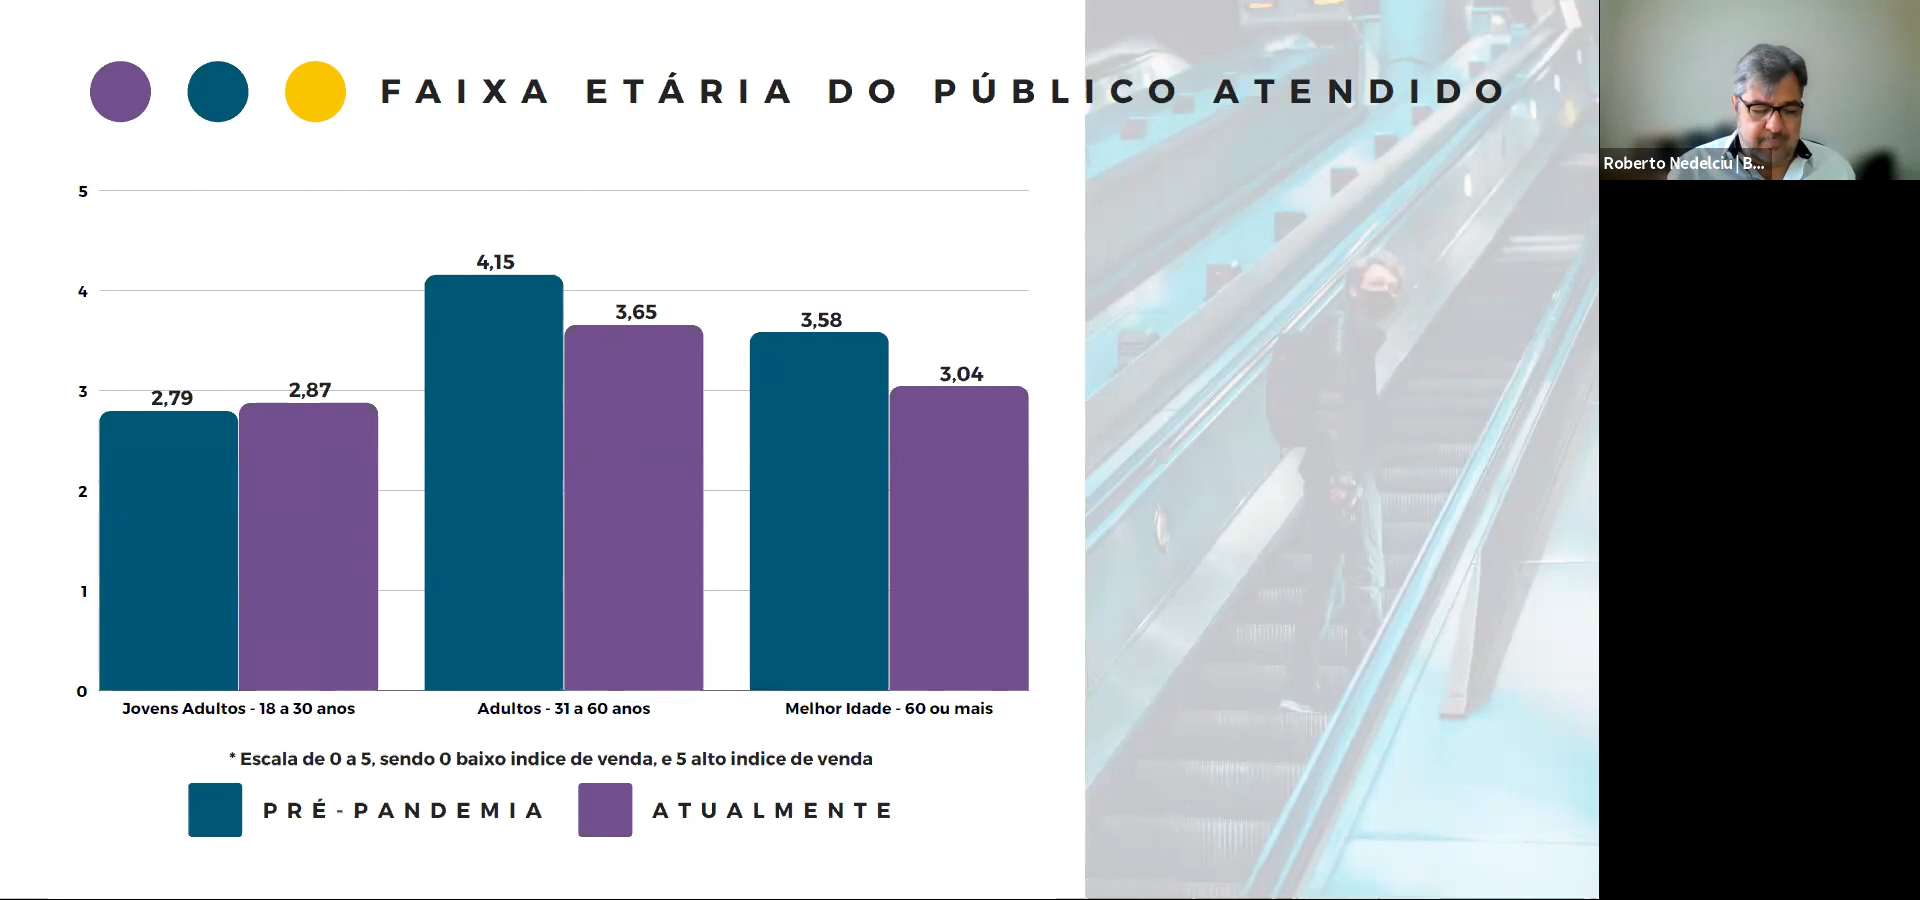 FAIXA ETÁRIA DO PÚBLICO ATENDIDO
Roberto Nedelciu | B...
5
4
3
2
1
0
2,79
2,87
4,15
3,65
3,58
3,04
Jovens Adultos - 18 a 30 anos
Adultos - 31 a 60 anos
Melhor Idade - 60 ou mais
* Escala de 0 a 5, sendo 0 baixo indice de venda, e 5 alto indice de venda
PRÉ-PANDEMIA
ATUALMENTE